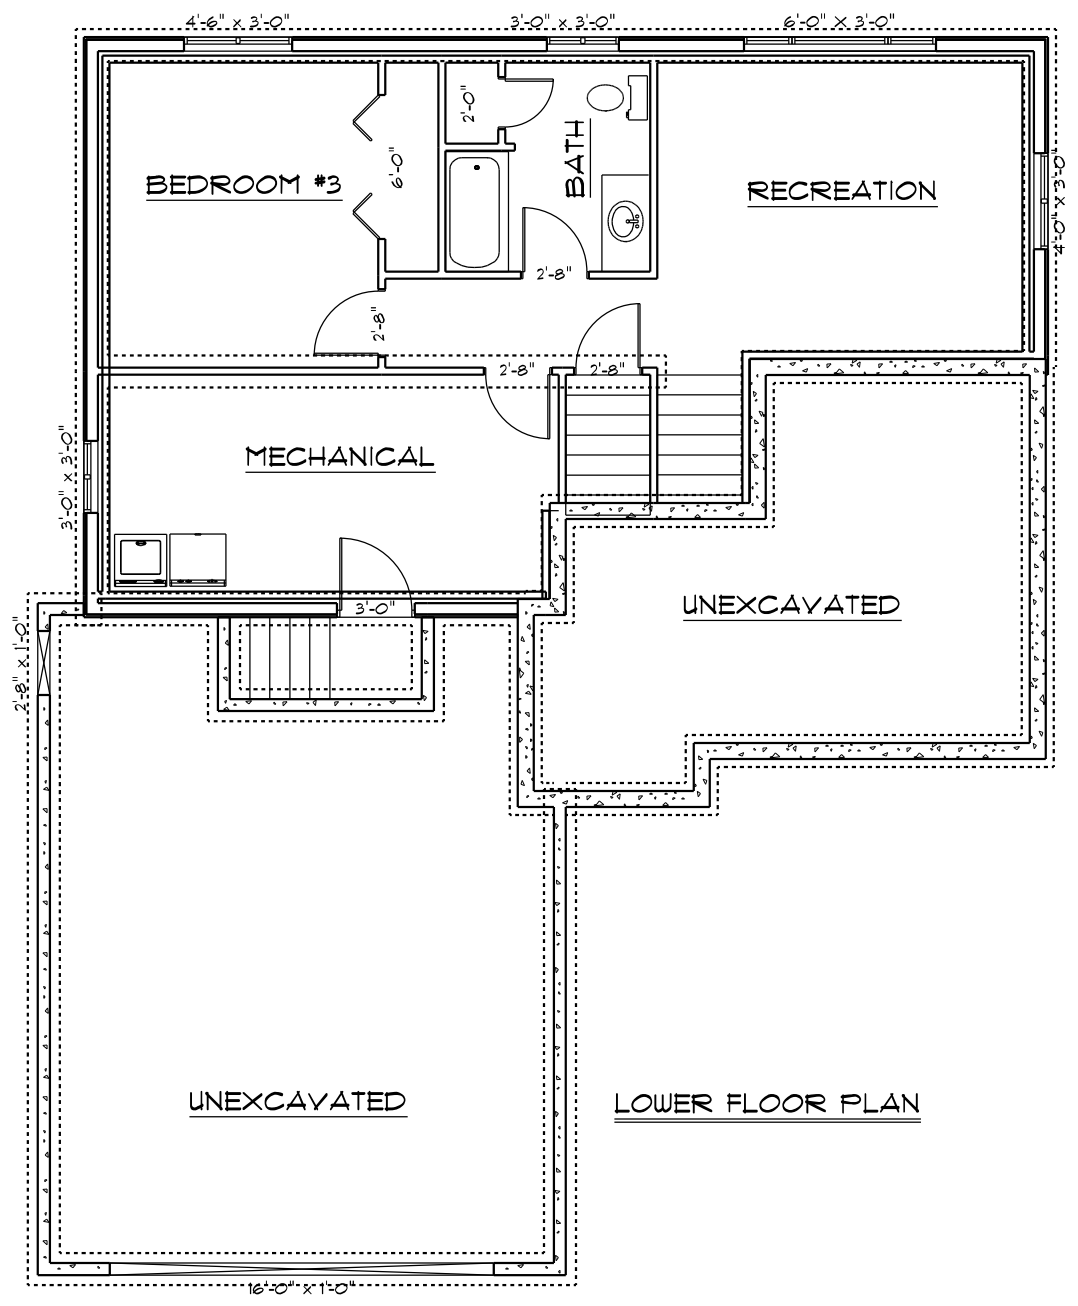 4'-6" x 3'-0"
3'-0" x 3'-0"
6'-0" X 3'-0"
2'-0"
BATH
6'-0"
BEDROOM #3
RECREATION
4'-0" x 3'-0"
2'-8"
2'-8"
2'-8"
2'-8"
MECHANICAL
3'-0" x 3'-0"
3'-0"
UNEXCAVATED
2'-8" x 1'-0"
UNEXCAVATED
LOWER FLOOR PLAN
16'-0" x 1'-0"